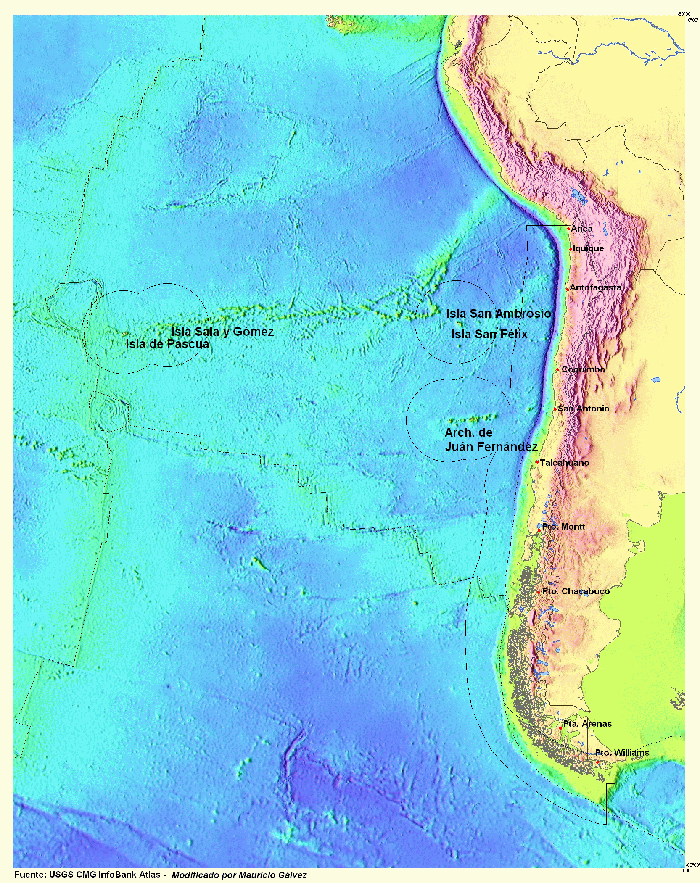 Arica
Iquique
Antofagasta
Isla San Ambrosio
Isla Sala y Gomez
Isla San Félix
Isla de Pascua
Coquimbo
San Antonio
Arch. de
Juán Fernández
Talcahuano
Pto. Montt
Pto. Chacabuco
Pta. Arenas
Pto. Williams
Fuente: USGS CMG InfoBank Atlas - Modificado por Mauricio Galvez